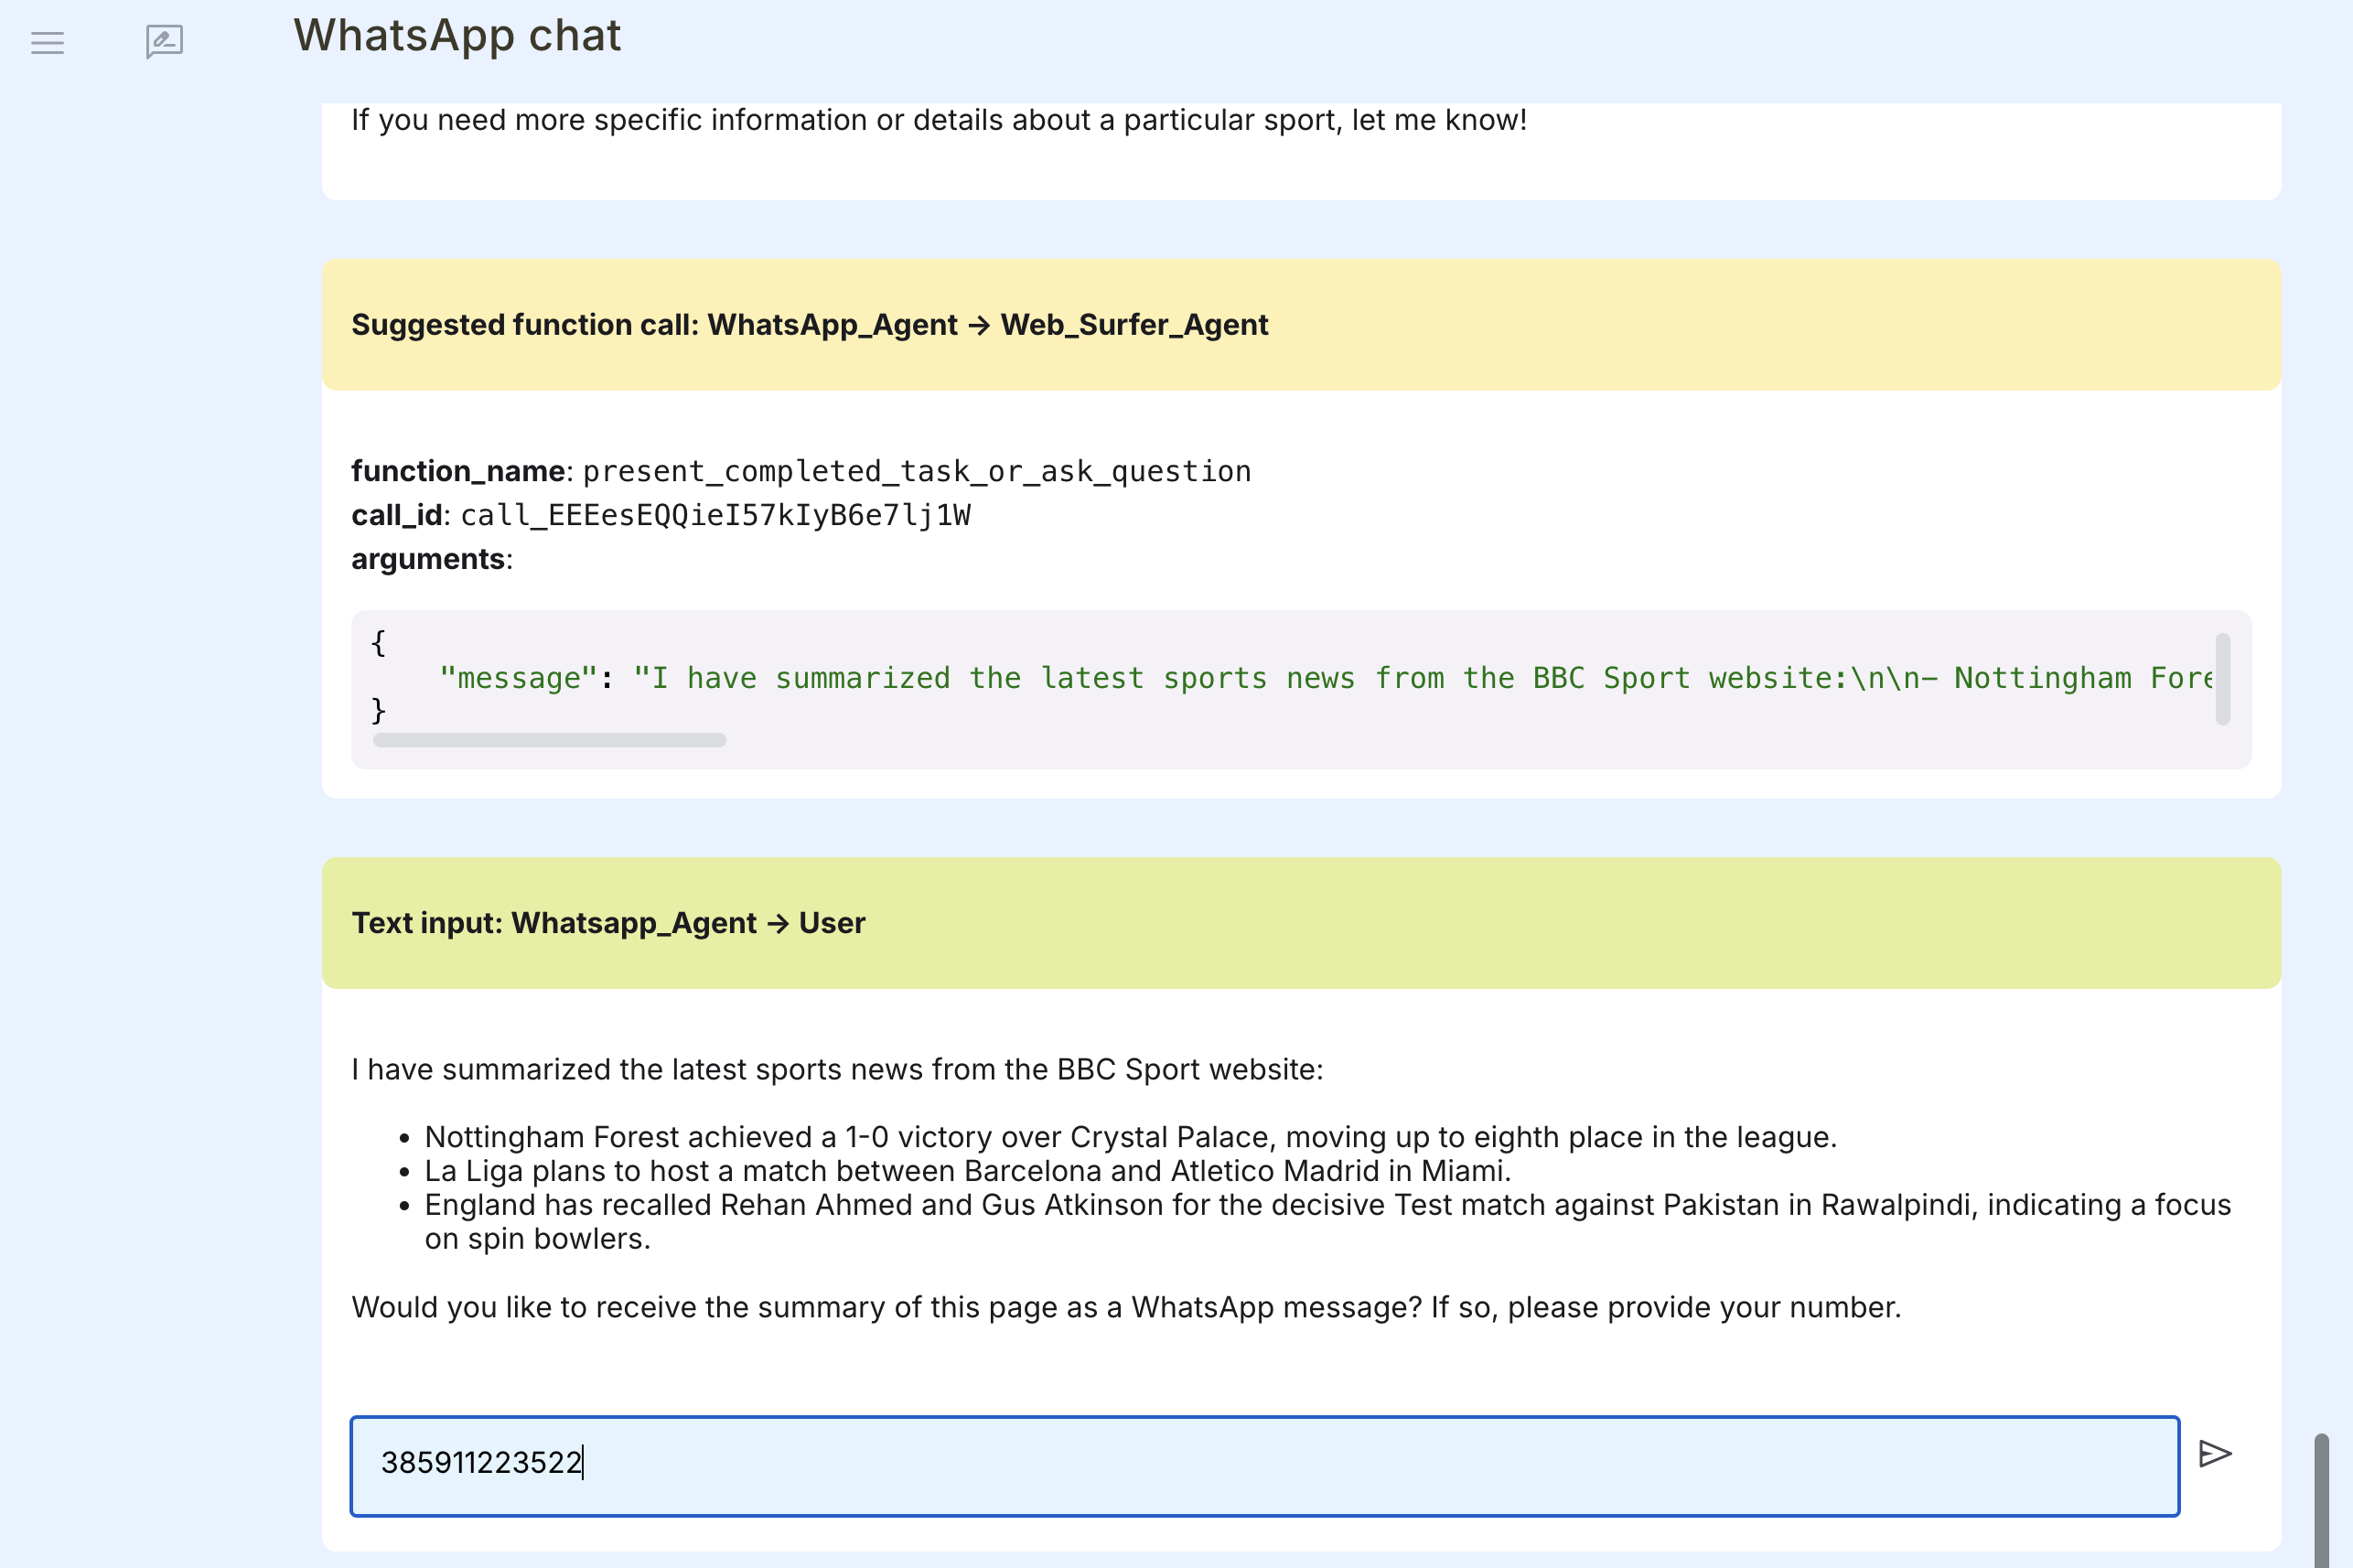 WhatsApp chat
If you need more specific information or details about a particular sport, let me know!
Suggested function call: WhatsApp_Agent → Web_Surfer_Agent
function_name: present_completed_task_or_ask_question
call_id: call_EEEesEQQieI57kIyB6e7lj1W
arguments:
{
    "message": "I have summarized the latest sports news from the BBC Sport website:\n\n- Nottingham Fore
}
Text input: Whatsapp_Agent → User
I have summarized the latest sports news from the BBC Sport website:
• Nottingham Forest achieved a 1-0 victory over Crystal Palace, moving up to eighth place in the league.
• La Liga plans to host a match between Barcelona and Atletico Madrid in Miami.
• England has recalled Rehan Ahmed and Gus Atkinson for the decisive Test match against Pakistan in Rawalpindi, indicating a focus
on spin bowlers.
Would you like to receive the summary of this page as a WhatsApp message? If so, please provide your number.
385911223522